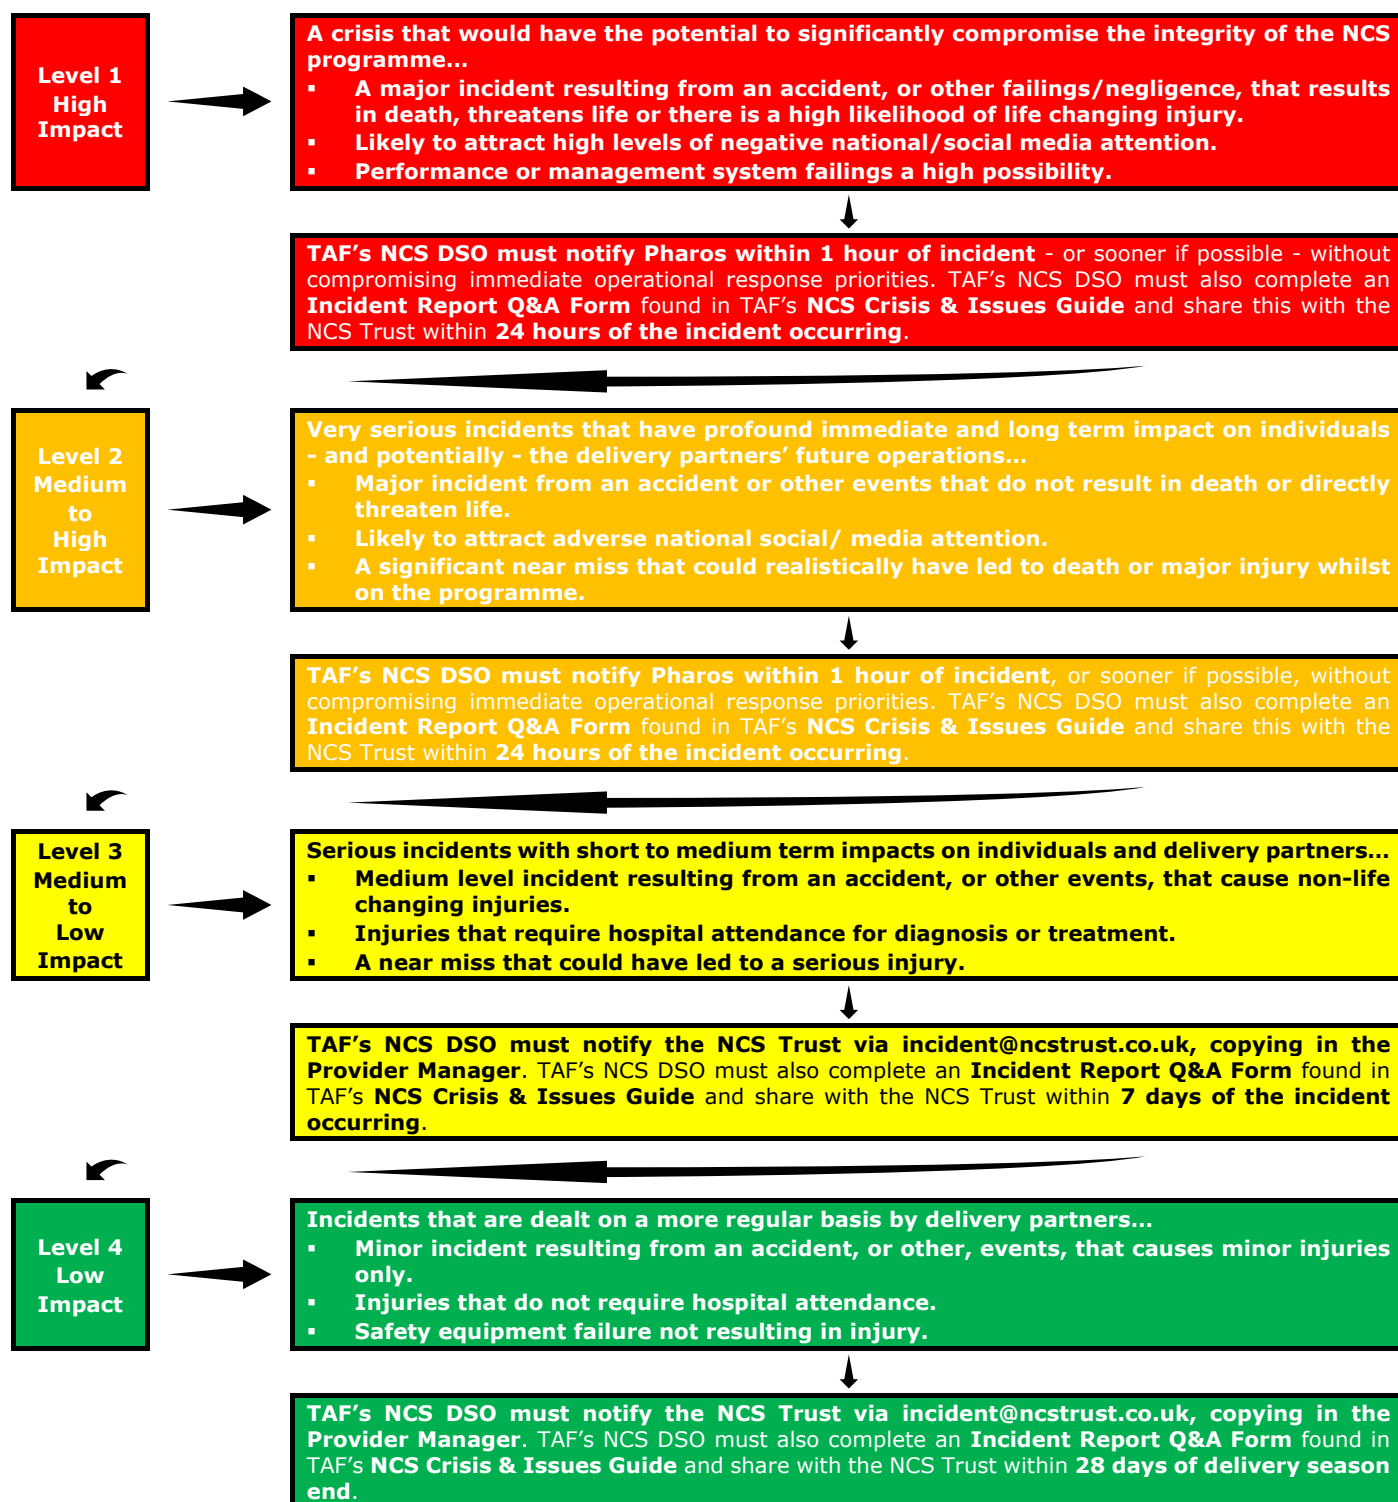 Level 1
High
Impact
A crisis that would have the potential to significantly compromise the integrity of the NCS
programme...
▪ A major incident resulting from an accident, or other failings/negligence, that results
in death, threatens life or there is a high likelihood of life changing injury.
▪ Likely to attract high levels of negative national/social media attention.
▪ Performance or management system failings a high possibility.
TAF’s NCS DSO must notify Pharos within 1 hour of incident - or sooner if possible - without
compromising immediate operational response priorities. TAF’s NCS DSO must also complete an
Incident Report Q&A Form found in TAF’s NCS Crisis & Issues Guide and share this with the
NCS Trust within 24 hours of the incident occurring.
Level 2
Medium
to
High
Impact
Very serious incidents that have profound immediate and long term impact on individuals
- and potentially - the delivery partners’ future operations...
▪ Major incident from an accident or other events that do not result in death or directly
threaten life.
▪ Likely to attract adverse national social/ media attention.
▪ A significant near miss that could realistically have led to death or major injury whilst
on the programme.
TAF’s NCS DSO must notify Pharos within 1 hour of incident, or sooner if possible, without
compromising immediate operational response priorities. TAF’s NCS DSO must also complete an
Incident Report Q&A Form found in TAF’s NCS Crisis & Issues Guide and share this with the
NCS Trust within 24 hours of the incident occurring.
Level 3
Medium
to
Low
Impact
Serious incidents with short to medium term impacts on individuals and delivery partners...
▪ Medium level incident resulting from an accident, or other events, that cause non-life
changing injuries.
▪ Injuries that require hospital attendance for diagnosis or treatment.
▪ A near miss that could have led to a serious injury.
TAF’s NCS DSO must notify the NCS Trust via incident@ncstrust.co.uk, copying in the
Provider Manager. TAF’s NCS DSO must also complete an Incident Report Q&A Form found in
TAF’s NCS Crisis & Issues Guide and share with the NCS Trust within 7 days of the incident
occurring.
Level 4
Low
Impact
Incidents that are dealt on a more regular basis by delivery partners...
▪ Minor incident resulting from an accident, or other, events, that causes minor injuries
only.
▪ Injuries that do not require hospital attendance.
▪ Safety equipment failure not resulting in injury.
TAF’s NCS DSO must notify the NCS Trust via incident@ncstrust.co.uk, copying in the
Provider Manager. TAF’s NCS DSO must also complete an Incident Report Q&A Form found in
TAF’s NCS Crisis & Issues Guide and share with the NCS Trust within 28 days of delivery season
end.